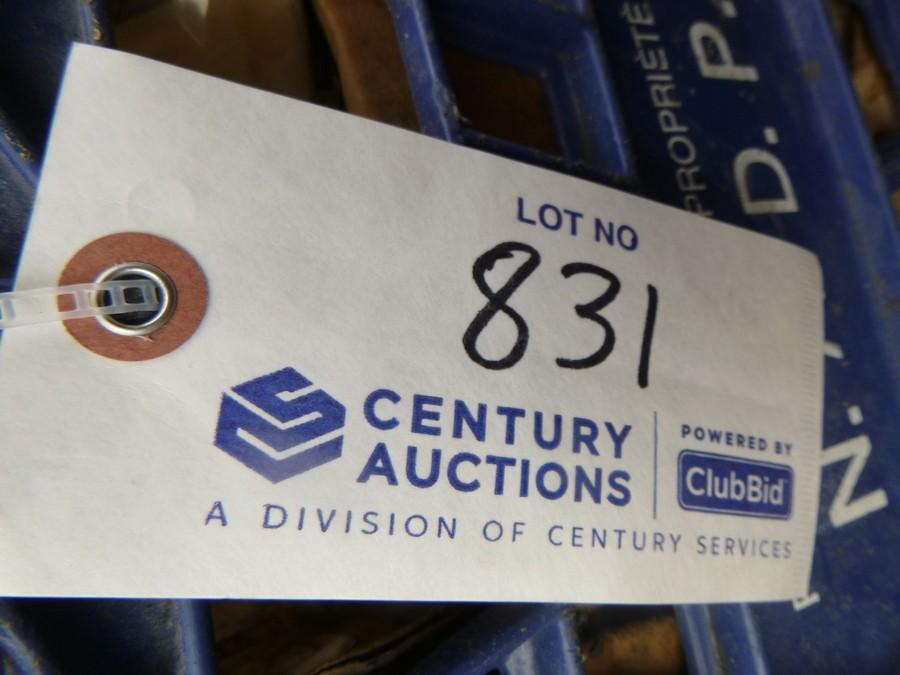 LOT NO
831
CENTURY
AUCTIONS
POWERED BY
ClubBid
A DIVISION OF CENTURY SERVICES
PROPRIÉTÉ
D. P.
N.